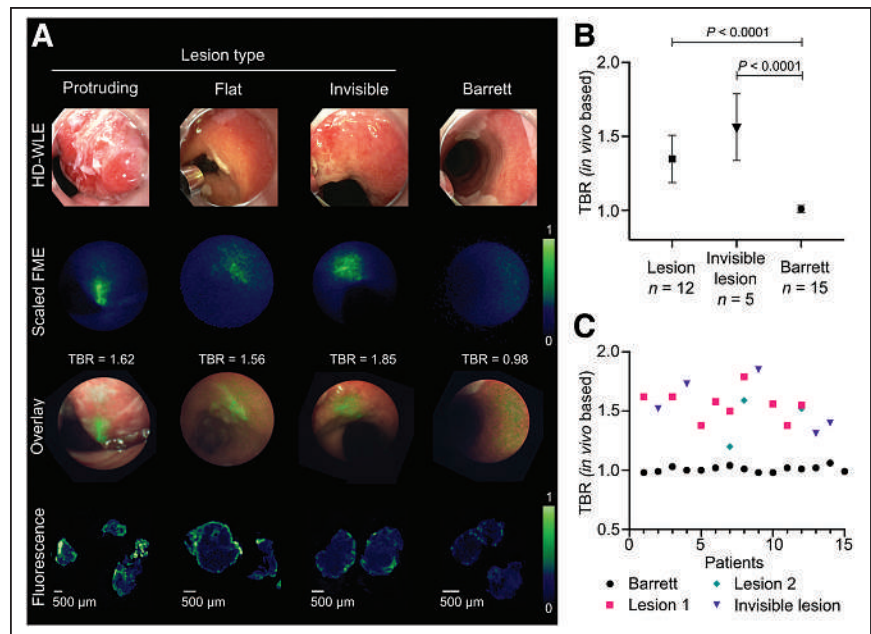 A
Lesion type
Protruding Flat Invisible Barrett
HD-WLE
Scaled FME
1
0
TBR = 1.62 TBR = 1.56 TBR = 1.85 TBR = 0.98
Overlay
Fluorescence
1
0
500 µm 500 µm 500 µm 500 µm
B
P < 0.0001
P < 0.0001
TBR (in vivo based)
2.0
1.5
1.0
Lesion
n = 12
Invisible
lesion
n = 5
Barrett
n = 15
C
TBR (in vivo based)
2.0
1.5
1.0
0.5
0 5 10 15
Patients
Barrett Lesion 2
Lesion 1 Invisible lesion